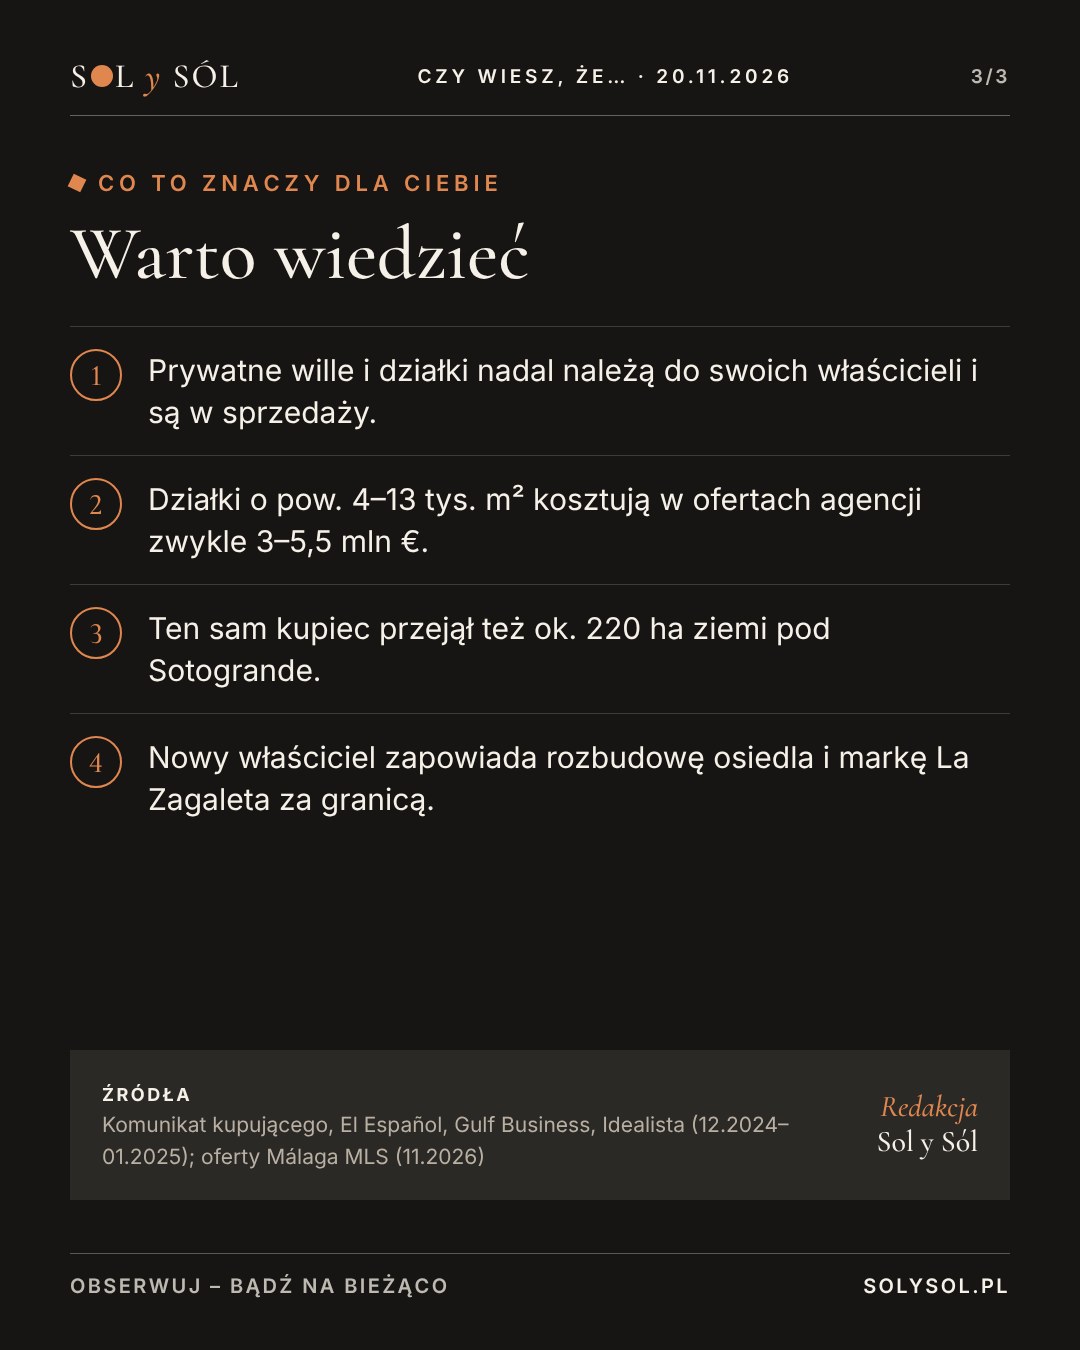 SOL y SÓL
CZY WIESZ, ŻE… · 20.11.2026
3/3
CO TO ZNACZY DLA CIEBIE
Warto wiedzieć
1
Prywatne wille i działki nadal należą do swoich właścicieli i
są w sprzedaży.
2
Działki o pow. 4–13 tys. m² kosztują w ofertach agencji
zwykle 3–5,5 mln €.
3
Ten sam kupiec przejął też ok. 220 ha ziemi pod
Sotogrande.
4
Nowy właściciel zapowiada rozbudowę osiedla i markę La
Zagaleta za granicą.
ŹRÓDŁA
Komunikat kupującego, El Español, Gulf Business, Idealista (12.2024–
01.2025); oferty Málaga MLS (11.2026)
Redakcja
Sol y Sól
OBSERWUJ – BĄDŹ NA BIEŻĄCO
SOLYSOL.PL